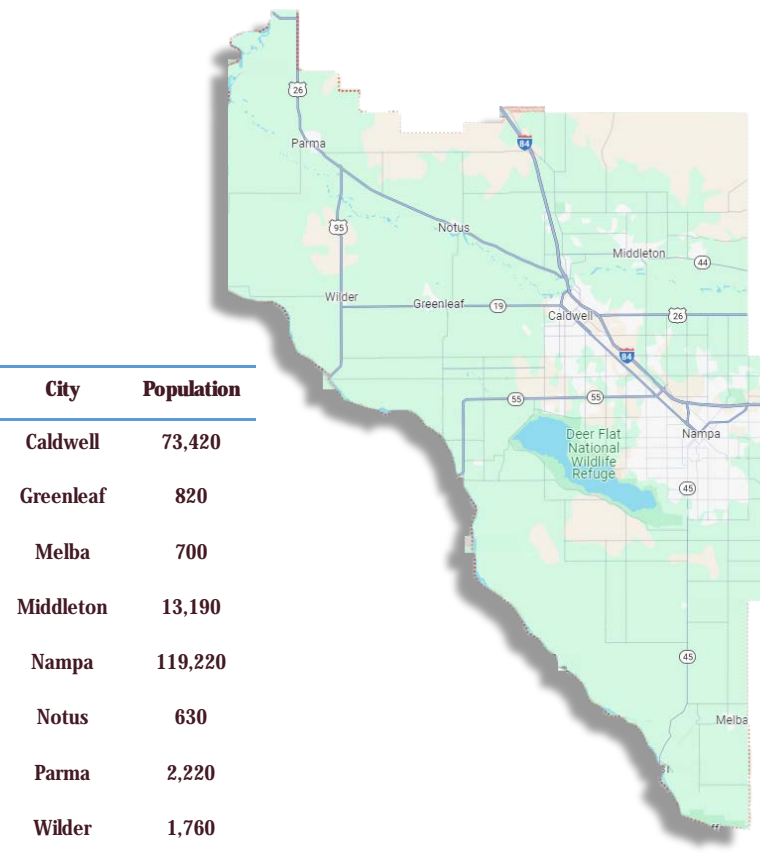 26
Parma
84
95
Notus
Middleton
44
Wilder
Greenleaf
19
Caldwell
26
84
55
55
Deer Flat
National
Wildlife
Refuge
Nampa
45
45
Melba
City Population
Caldwell 73,420
Greenleaf 820
Melba 700
Middleton 13,190
Nampa 119,220
Notus 630
Parma 2,220
Wilder 1,760